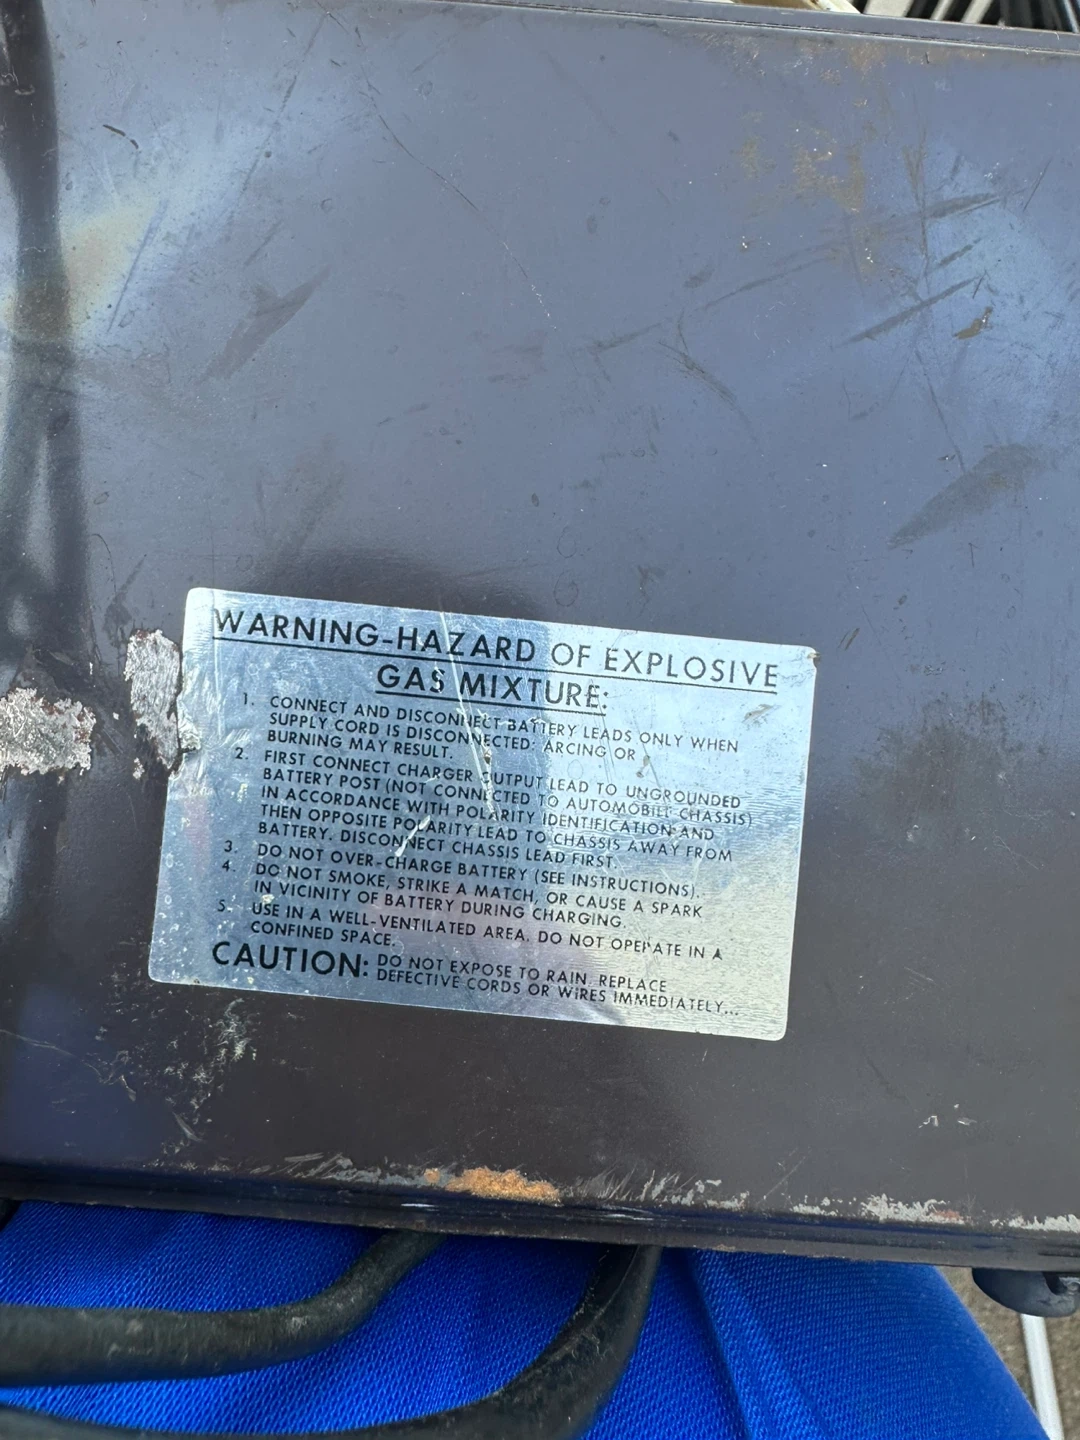 WARNING-HAZARD OF EXPLOSIVE
GAS MIXTURE:
1. CONNECT AND DISCONNECT BATTERY LEADS ONLY WHEN
SUPPLY CORD IS DISCONNECTED: ARCING OR
BURNING MAY RESULT.
2. FIRST CONNECT CHARGER OUTPUT LEAD TO UNGROUNDED
BATTERY POST (NOT CONNECTED TO AUTOMOBILE CHASSIS)
IN ACCORDANCE WITH POLARITY IDENTIFICATION AND
THEN OPPOSITE POLARITY LEAD TO CHASSIS AWAY FROM
BATTERY. DISCONNECT CHASSIS LEAD FIRST.
3. DO NOT OVER-CHARGE BATTERY (SEE INSTRUCTIONS).
4. DO NOT SMOKE, STRIKE A MATCH, OR CAUSE A SPARK
IN VICINITY OF BATTERY DURING CHARGING.
5. USE IN A WELL-VENTILATED AREA. DO NOT OPERATE IN A
CONFINED SPACE.
CAUTION: DO NOT EXPOSE TO RAIN. REPLACE
DEFECTIVE CORDS OR WIRES IMMEDIATELY...